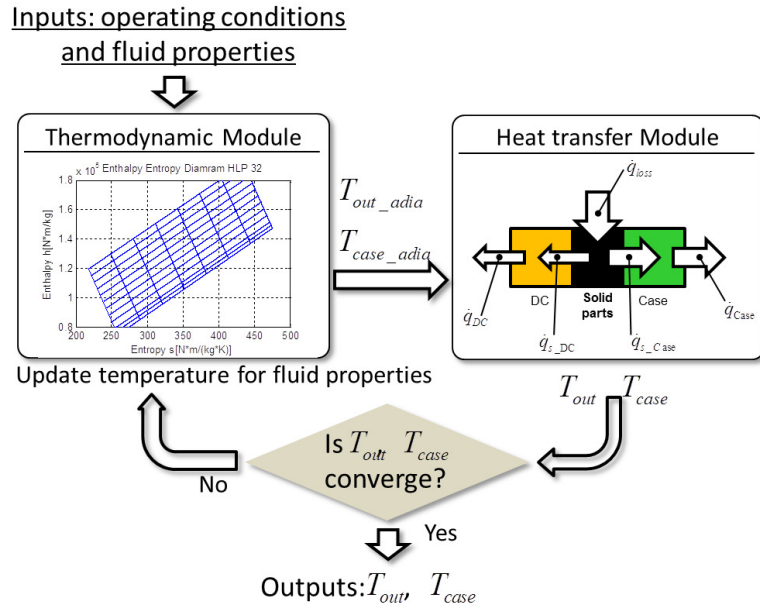 Inputs: operating conditions
and fluid properties
Thermodynamic Module
x 10⁵ Enthalpy Entropy Diamram HLP 32
1.8
1.6
1.4
1.2
1
0.8
Enthalpy h[N*m/kg]
200 250 300 350 400 450 500
Entropy s[N*m/(kg*K)]
T_out_adia
T_case_adia
Heat transfer Module
q̇_loss
DC
Solid
parts
Case
q̇_DC
q̇_s_DC
q̇_s_Case
q̇_Case
Update temperature for fluid properties
T_out T_case
Is T_out, T_case
converge?
No
Yes
Outputs: T_out, T_case